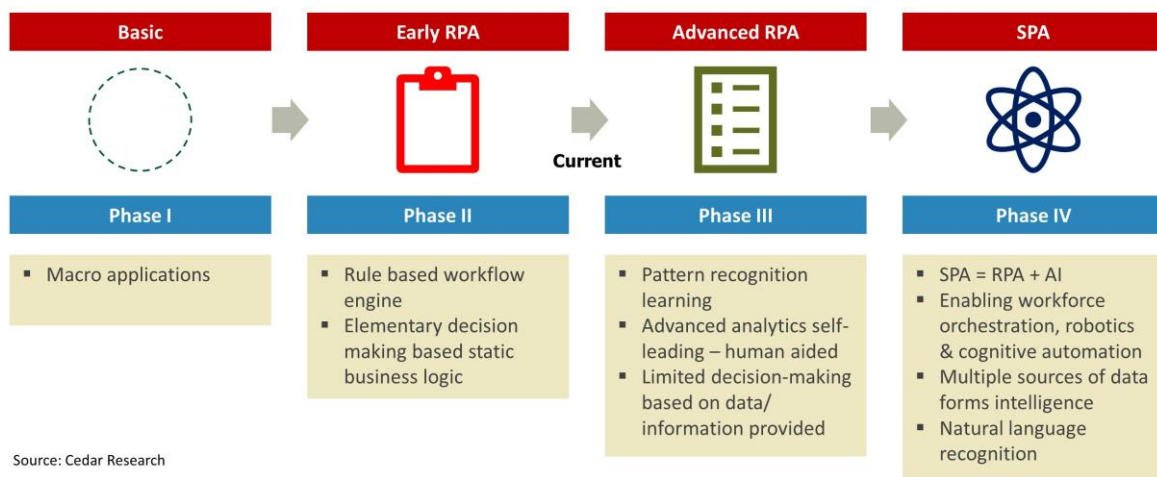 Basic
Early RPA
Advanced RPA
SPA
Current
Phase I
Phase II
Phase III
Phase IV
▪ Macro applications
▪ Rule based workflow
engine
▪ Elementary decision
making based static
business logic
▪ Pattern recognition
learning
▪ Advanced analytics self-
leading – human aided
▪ Limited decision-making
based on data/
information provided
▪ SPA = RPA + AI
▪ Enabling workforce
orchestration, robotics
& cognitive automation
▪ Multiple sources of data
forms intelligence
▪ Natural language
recognition
Source: Cedar Research